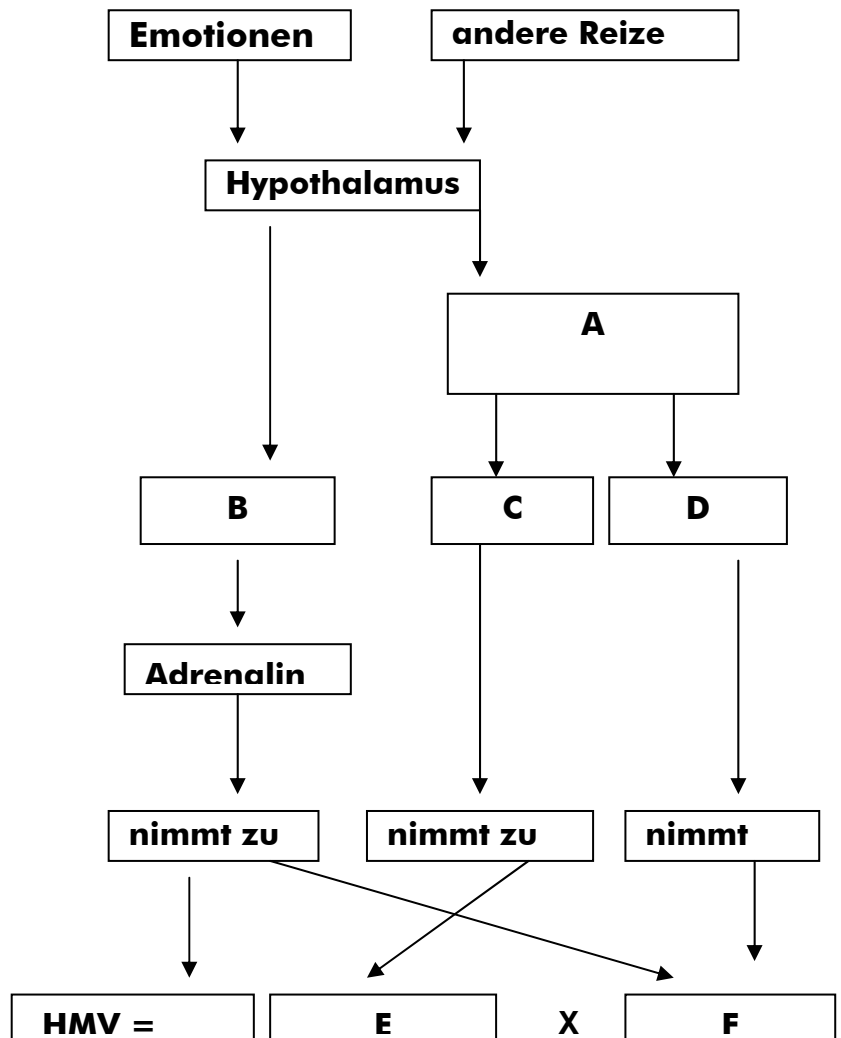 Emotionen
andere Reize
Hypothalamus
A
B
C
D
Adrenalin
nimmt zu
nimmt zu
nimmt
HMV =
E
X
F